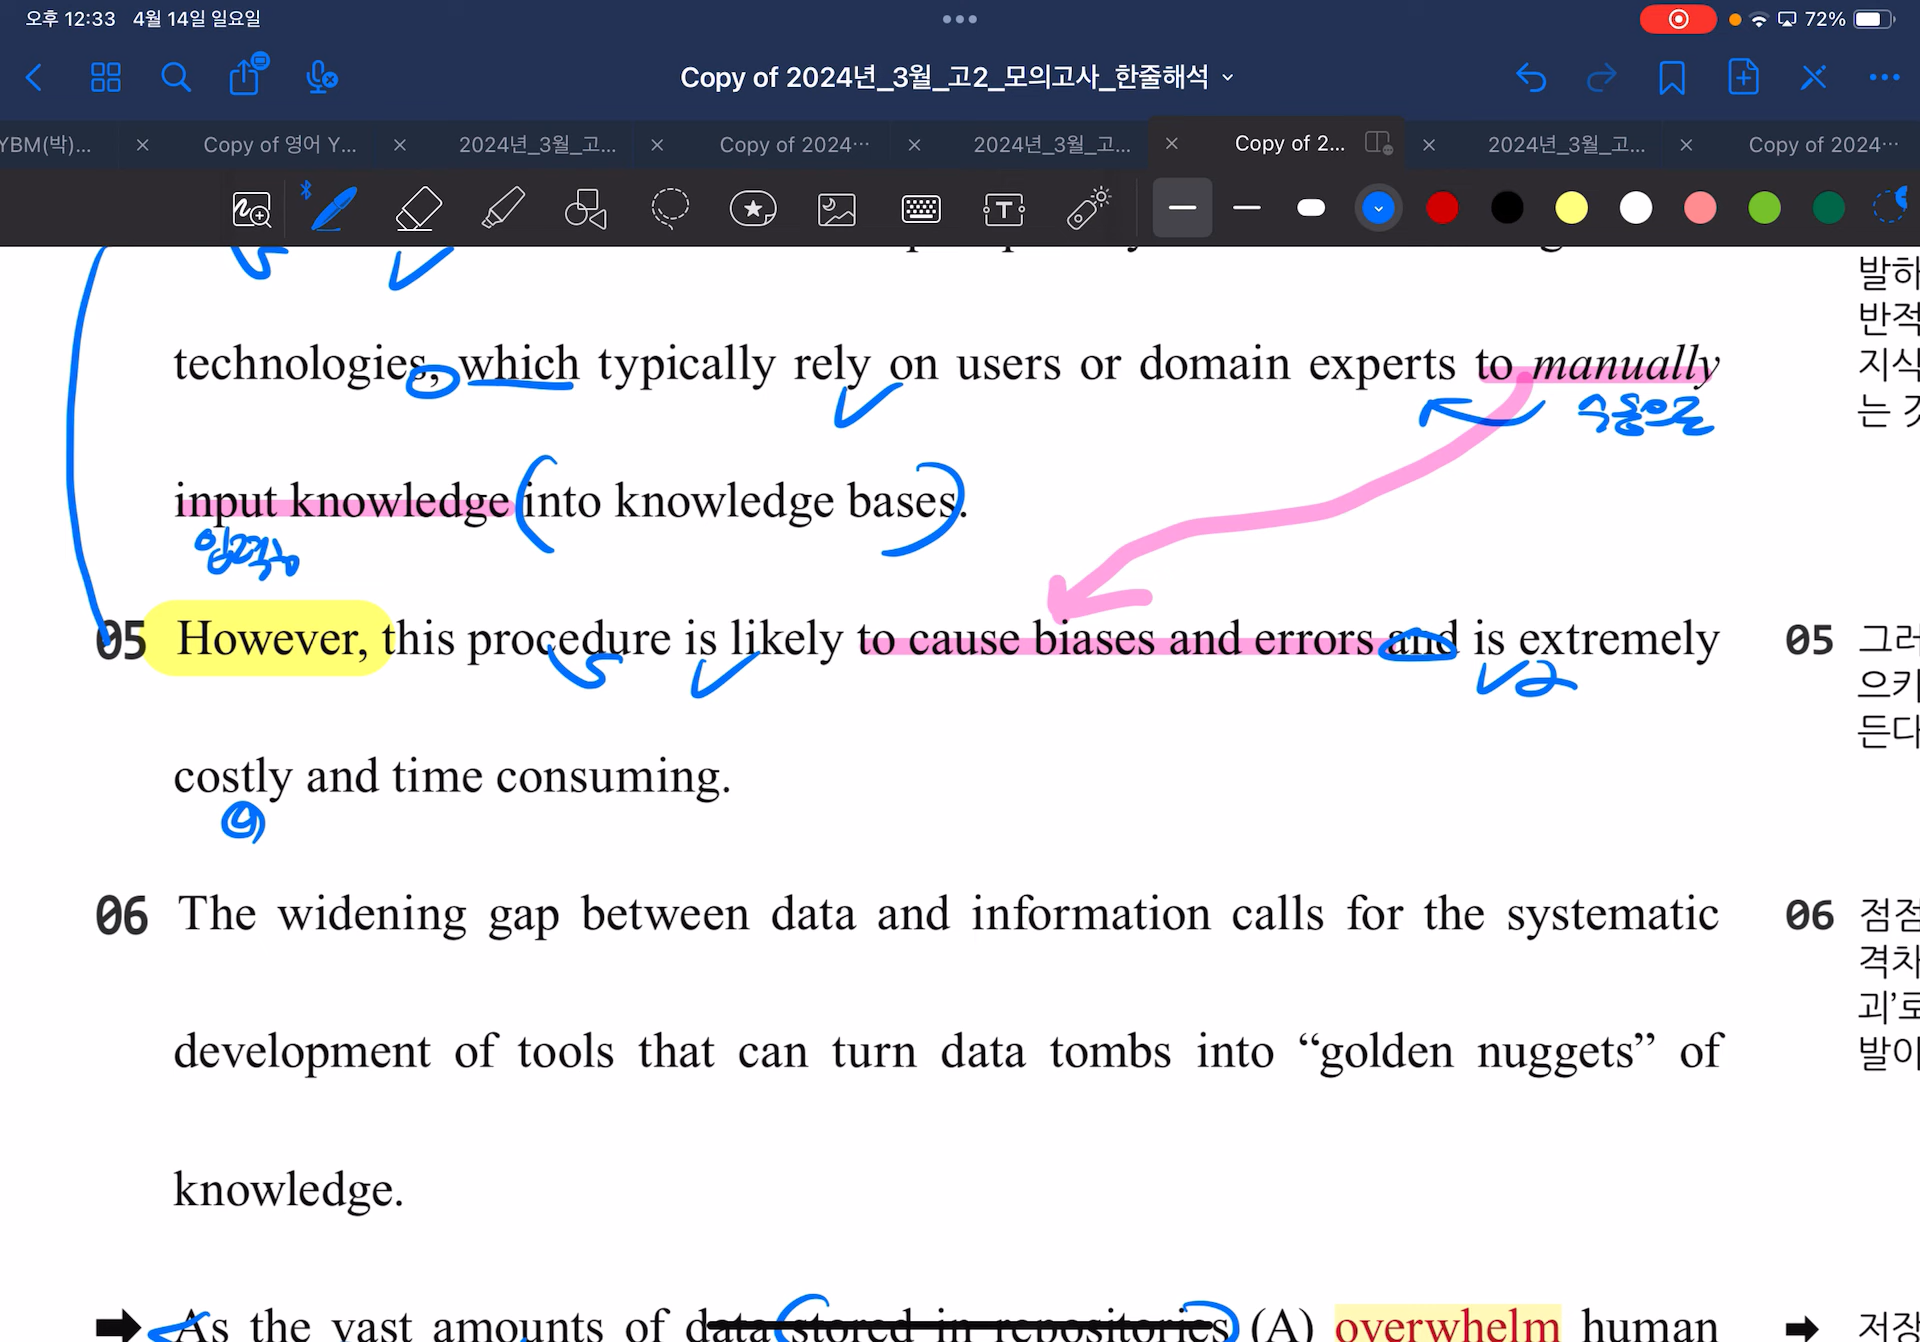 오후 12:33 4월 14일 일요일
72%
Copy of 2024년_3월_고2_모의고사_한줄해석
YBM(박)... Copy of 영어 Y... 2024년_3월_고... Copy of 2024... 2024년_3월_고... Copy of 2... 2024년_3월_고... Copy of 2024...
technologies, which typically rely on users or domain experts to manually
수동으로
input knowledge (into knowledge bases).
05 However, this procedure is likely to cause biases and errors and is extremely
costly and time consuming.
06 The widening gap between data and information calls for the systematic
development of tools that can turn data tombs into “golden nuggets” of
knowledge.
➡ As the vast amounts of data (stored in repositories) (A) overwhelm human
발하
반적
지식
는 것
05 그러
으키
든다
06 점점
격차
괴’로
발이
➡ 저장